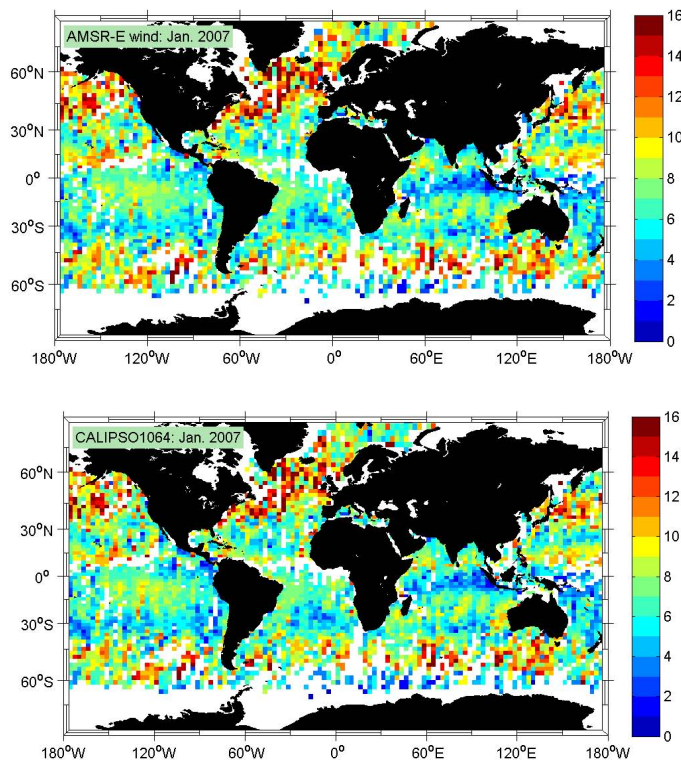 AMSR-E wind: Jan. 2007
60°N
30°N
0°
30°S
60°S
180°W
120°W
60°W
0°
60°E
120°E
180°W
16
14
12
10
8
6
4
2
0
CALIPSO1064: Jan. 2007
60°N
30°N
0°
30°S
60°S
180°W
120°W
60°W
0°
60°E
120°E
180°W
16
14
12
10
8
6
4
2
0